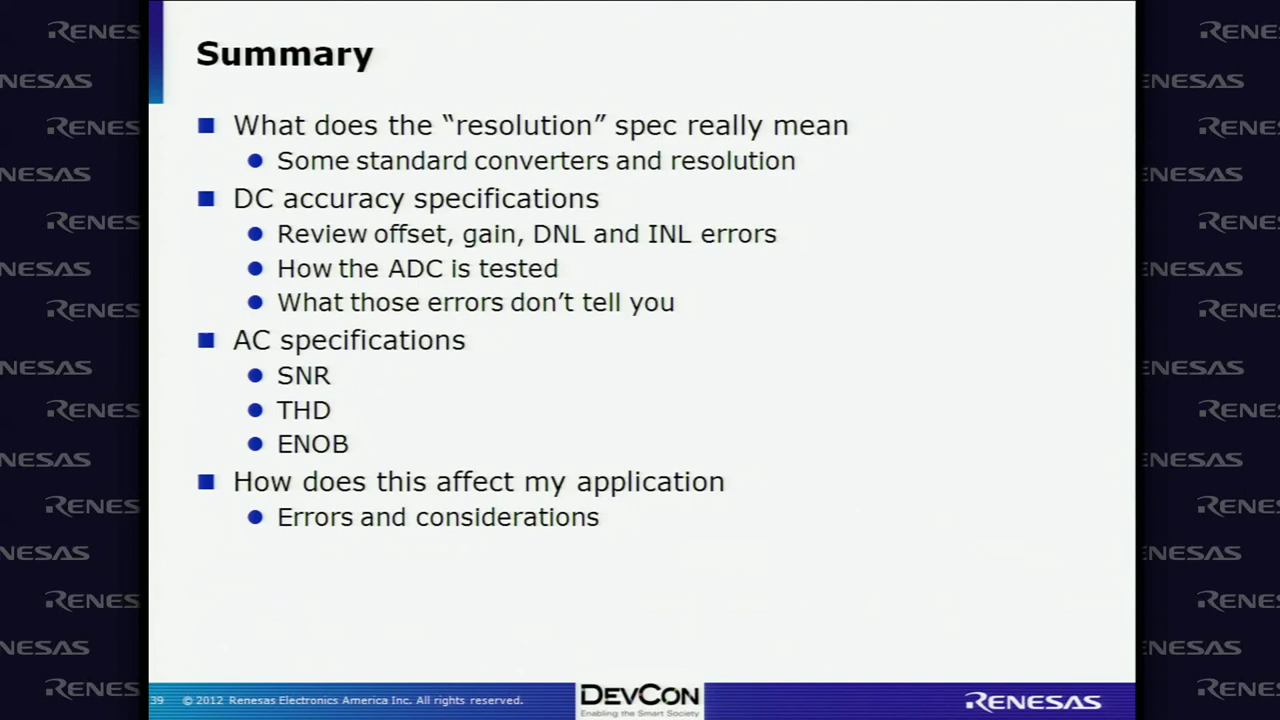 Summary
What does the “resolution” spec really mean
Some standard converters and resolution
DC accuracy specifications
Review offset, gain, DNL and INL errors
How the ADC is tested
What those errors don’t tell you
AC specifications
SNR
THD
ENOB
How does this affect my application
Errors and considerations
39 © 2012 Renesas Electronics America Inc. All rights reserved.
DEVCON
Enabling the Smart Society
RENESAS